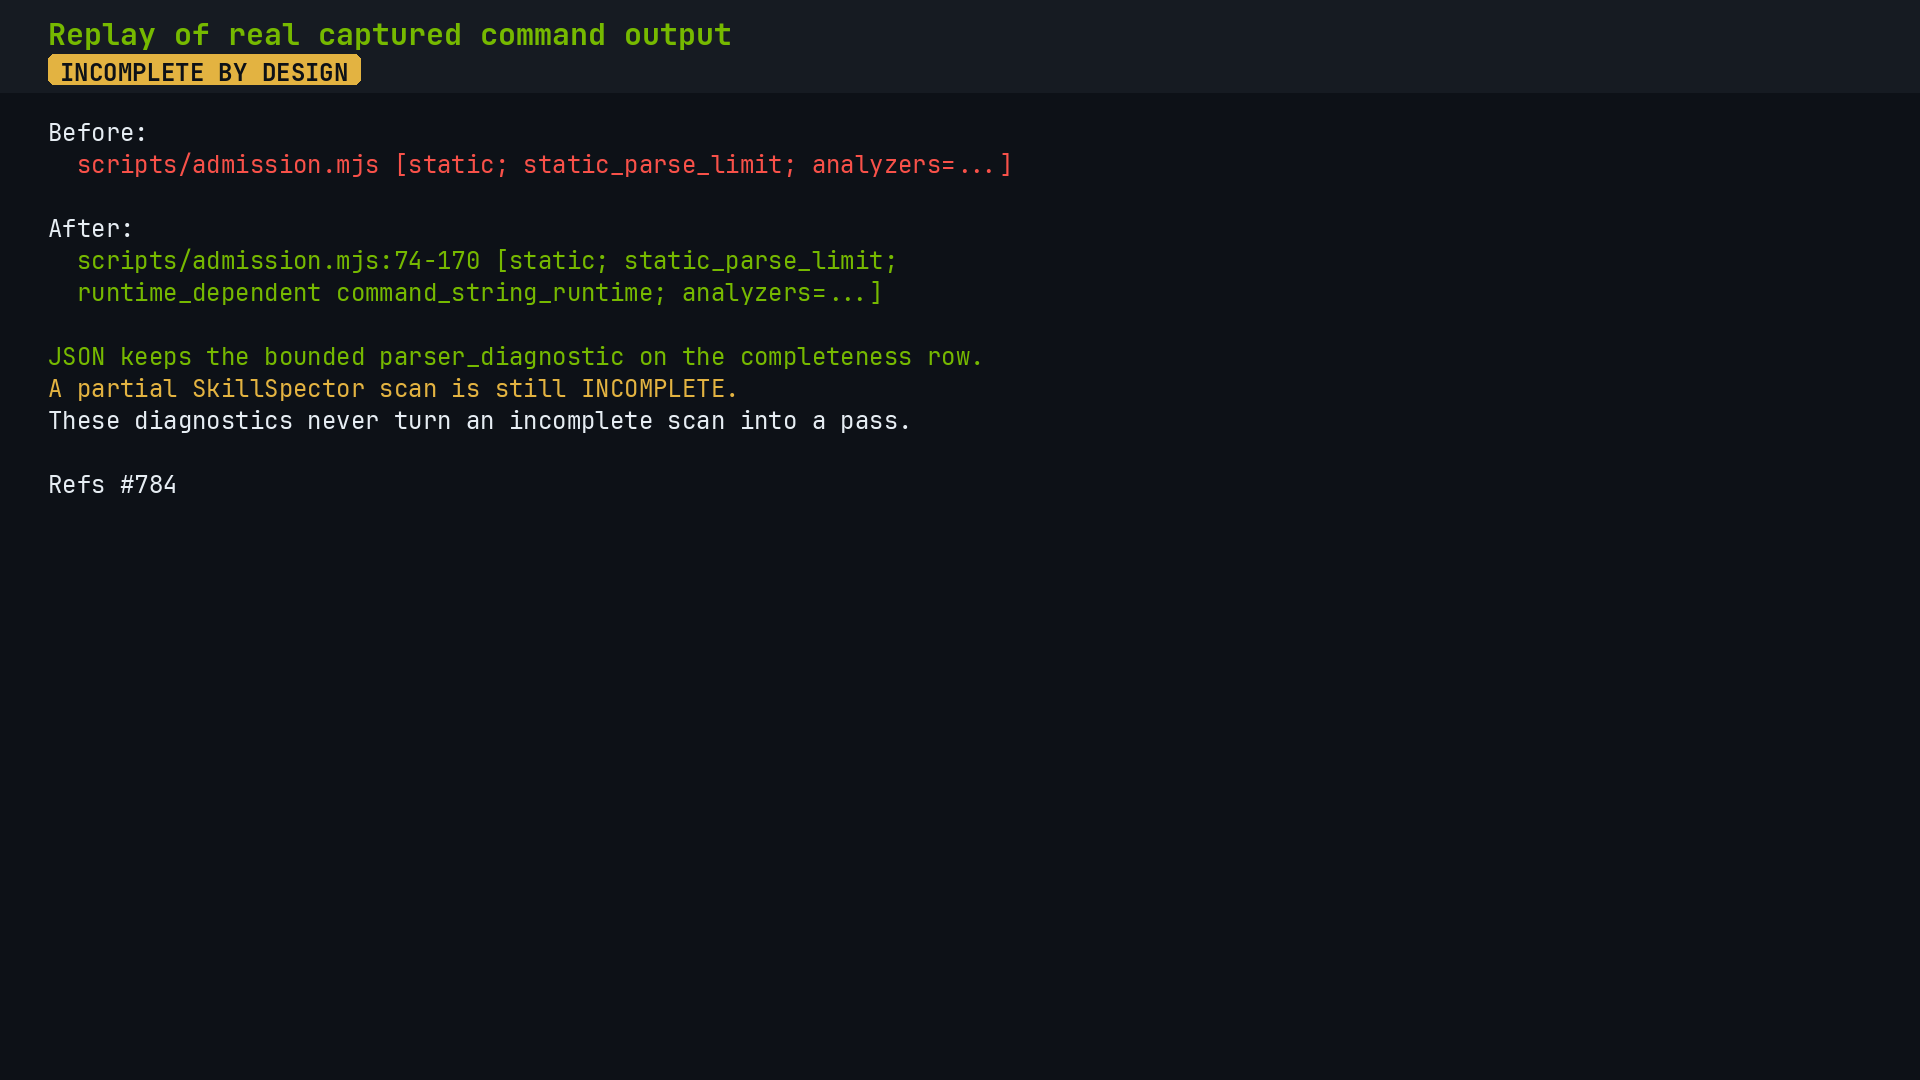 Replay of real captured command output
INCOMPLETE BY DESIGN
Before:
scripts/admission.mjs [static; static_parse_limit; analyzers=...]
After:
scripts/admission.mjs:74-170 [static; static_parse_limit;
runtime_dependent command_string_runtime; analyzers=...]
JSON keeps the bounded parser_diagnostic on the completeness row.
A partial SkillSpector scan is still INCOMPLETE.
These diagnostics never turn an incomplete scan into a pass.
Refs #784